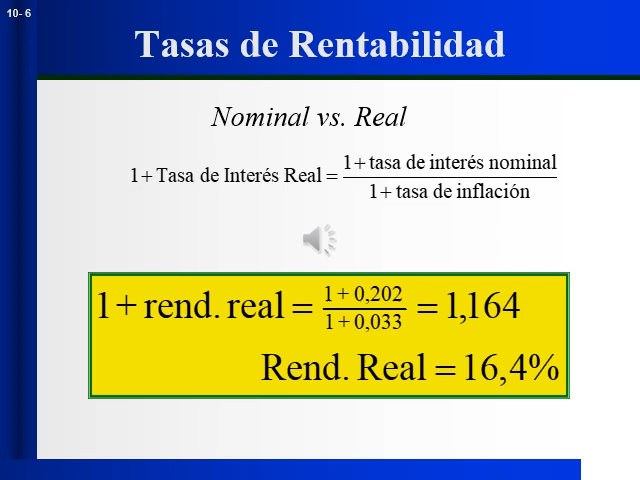 10- 6
Tasas de Rentabilidad
Nominal vs. Real
1+ Tasa de Interés Real = 1+ tasa de interés nominal / 1+ tasa de inflación
1 + rend. real = 1 + 0,202 / 1 + 0,033 = 1,164
Rend. Real = 16,4%